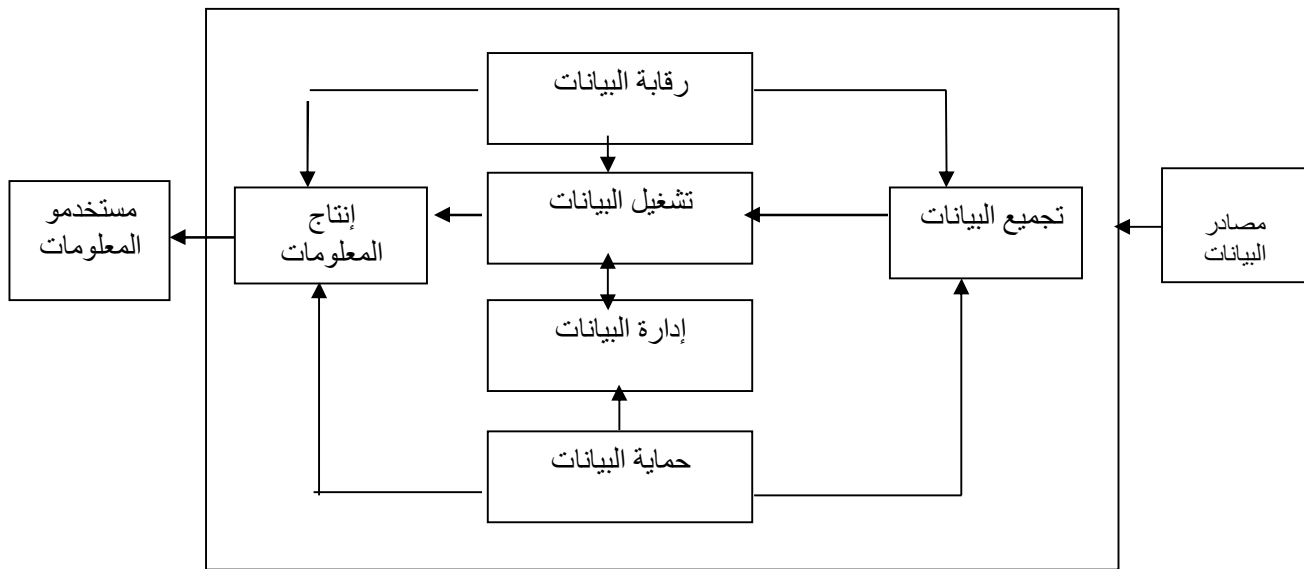 رقابة البيانات
مصادر
البيانات
تجميع البيانات
تشغيل البيانات
إنتاج
المعلومات
مستخدمو
المعلومات
إدارة البيانات
حماية البيانات